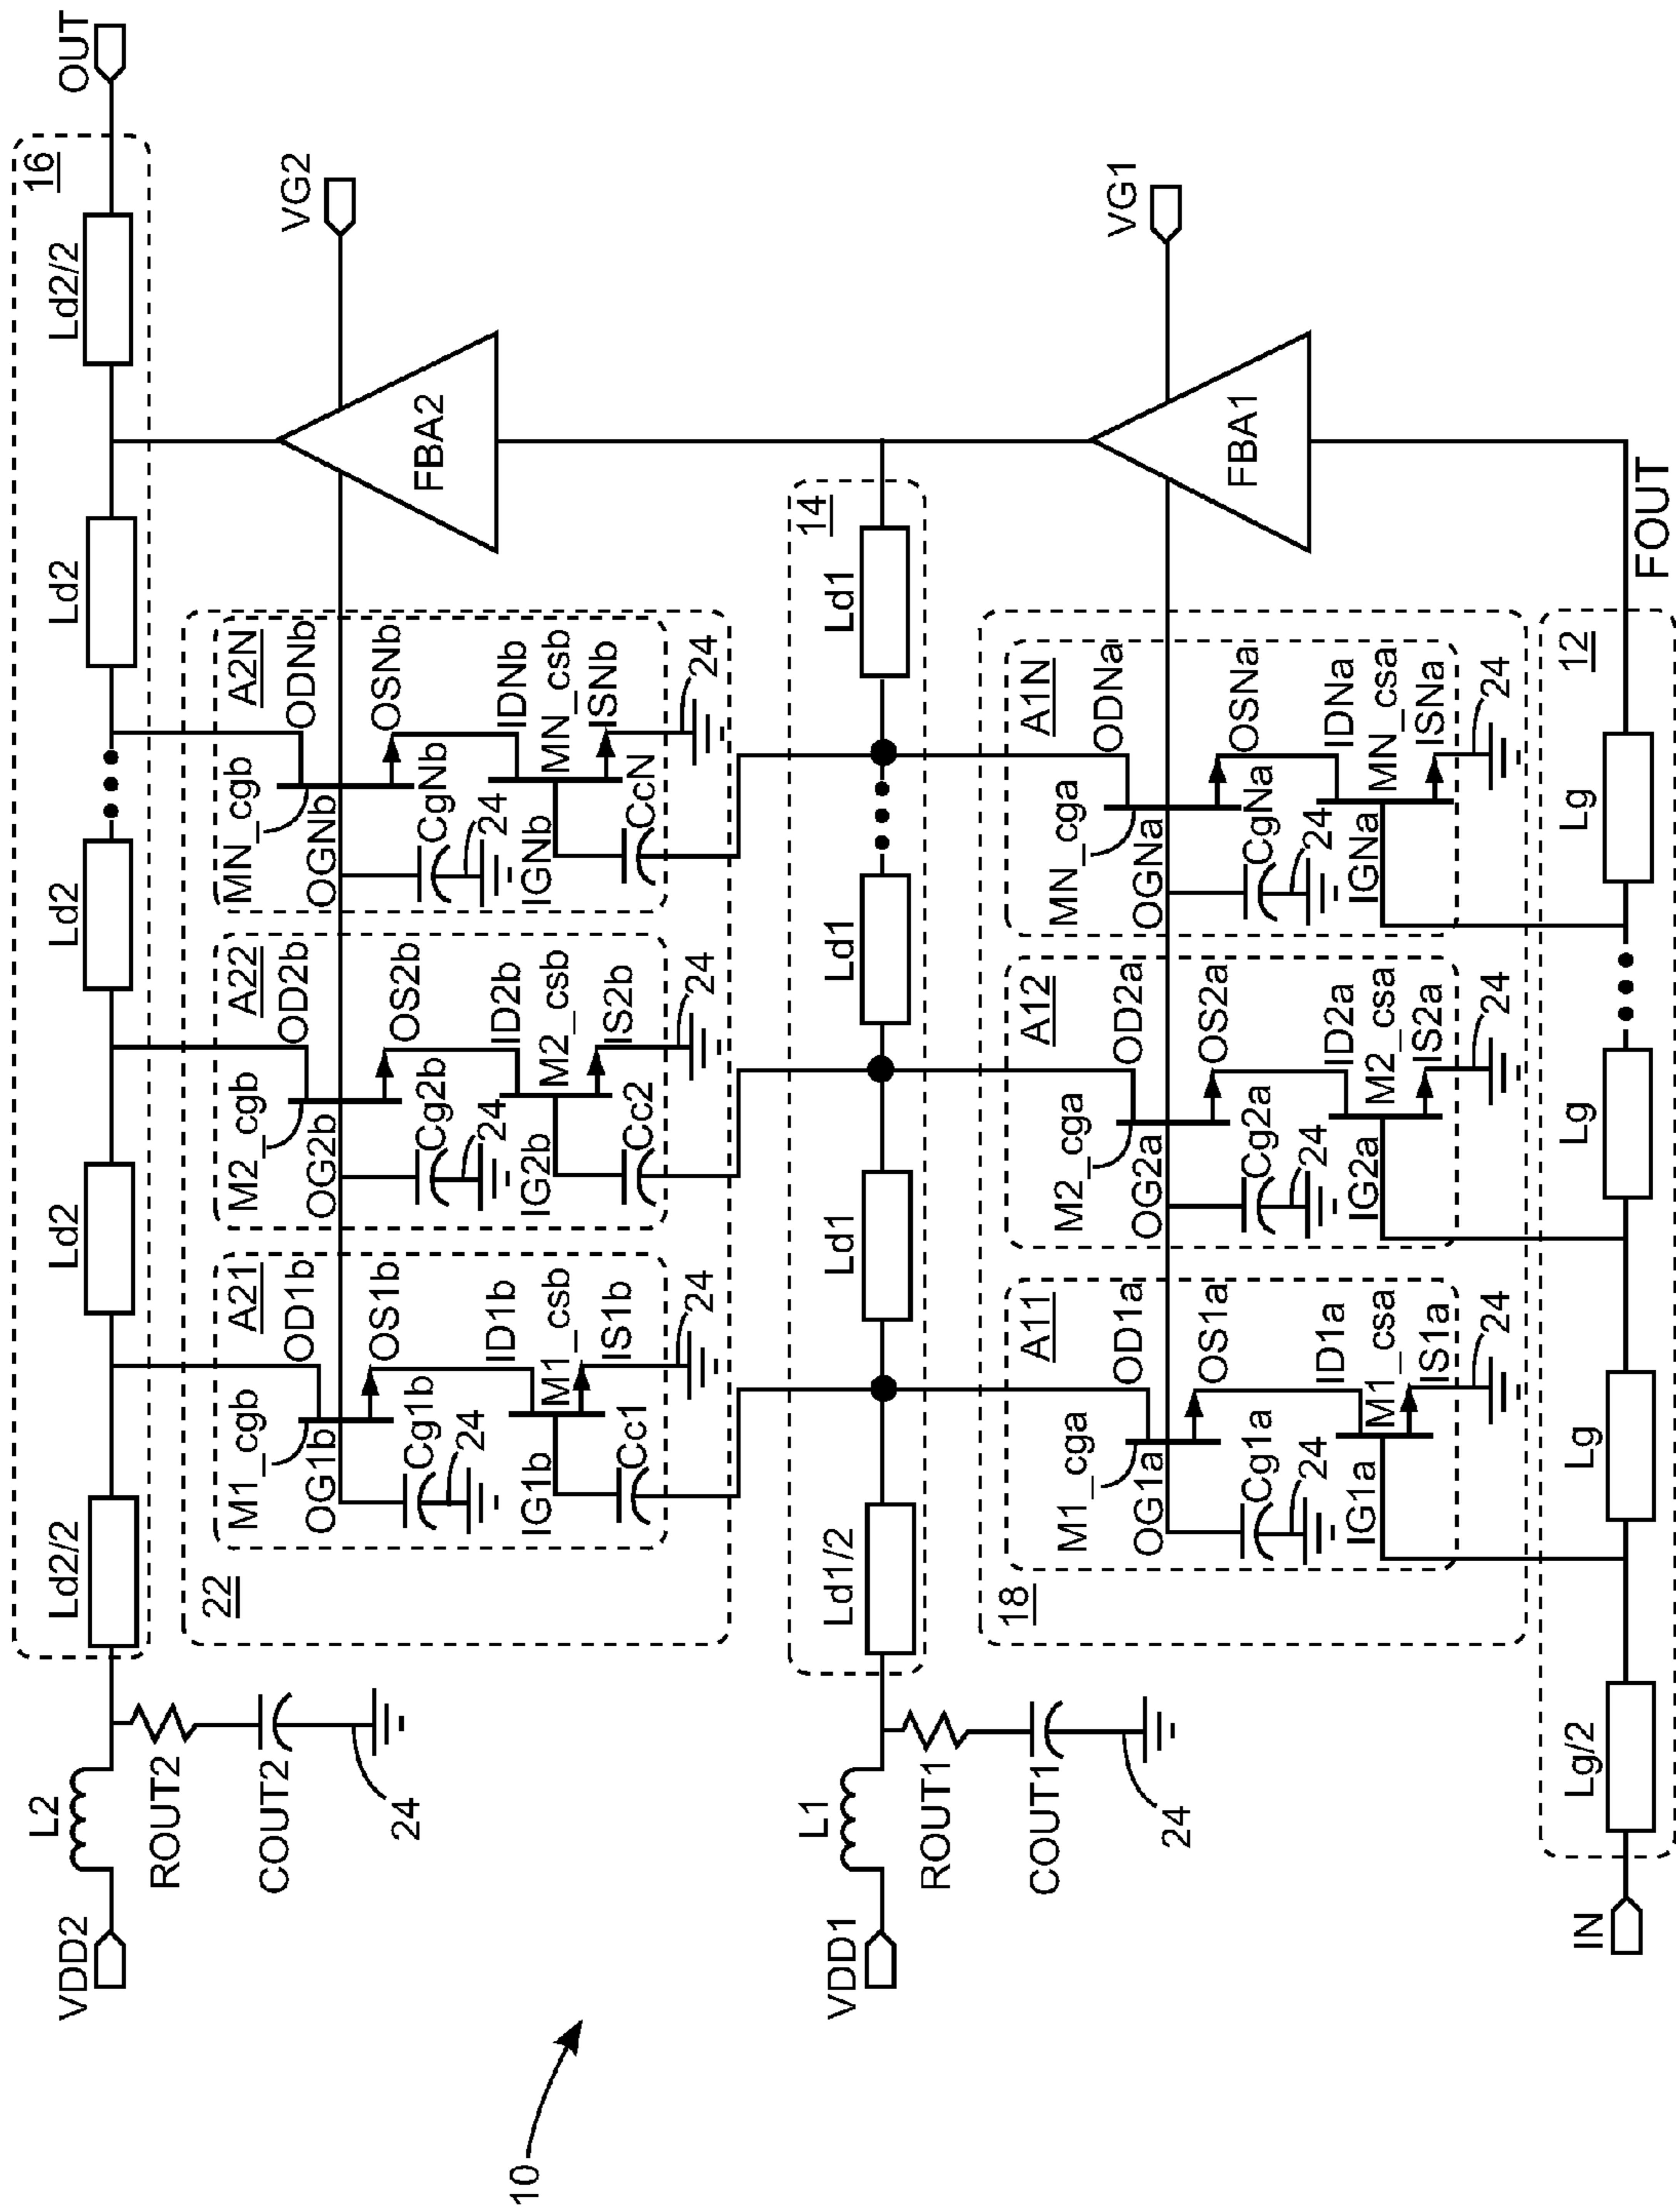 16
OUT
Ld2/2
Ld2
Ld2
Ld2
Ld2/2
L2
VDD2
ROUT2
COUT2
24
22
A21
OD1b
M1_cgb
OG1b
OS1b
Cg1b
24
ID1b
IG1b
M1_csb
IS1b
Cc1
24
A22
OD2b
M2_cgb
OG2b
OS2b
Cg2b
24
ID2b
IG2b
M2_csb
IS2b
Cc2
24
A2N
ODNb
MN_cgb
OGNb
OSNb
CgNb
24
IDNb
IGNb
MN_csb
ISNb
CcN
24
FBA2
VG2
14
Ld1/2
Ld1
Ld1
Ld1
L1
VDD1
ROUT1
COUT1
24
18
A11
OD1a
M1_cga
OG1a
OS1a
Cg1a
24
ID1a
IG1a
M1_csa
IS1a
24
A12
OD2a
M2_cga
OG2a
OS2a
Cg2a
24
ID2a
IG2a
M2_csa
IS2a
24
A1N
ODNa
MN_cga
OGNa
OSNa
CgNa
24
IDNa
IGNa
MN_csa
ISNa
24
FBA1
VG1
12
FOUT
Lg/2
Lg
Lg
Lg
IN
10